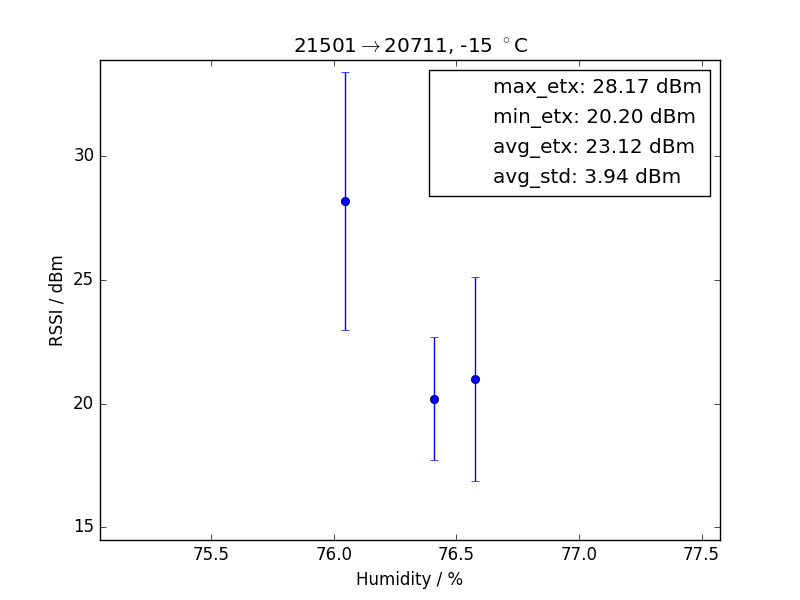 21501→20711, -15 °C
max_etx: 28.17 dBm
min_etx: 20.20 dBm
avg_etx: 23.12 dBm
avg_std: 3.94 dBm
RSSI / dBm
30
25
20
15
75.5 76.0 76.5 77.0 77.5
Humidity / %